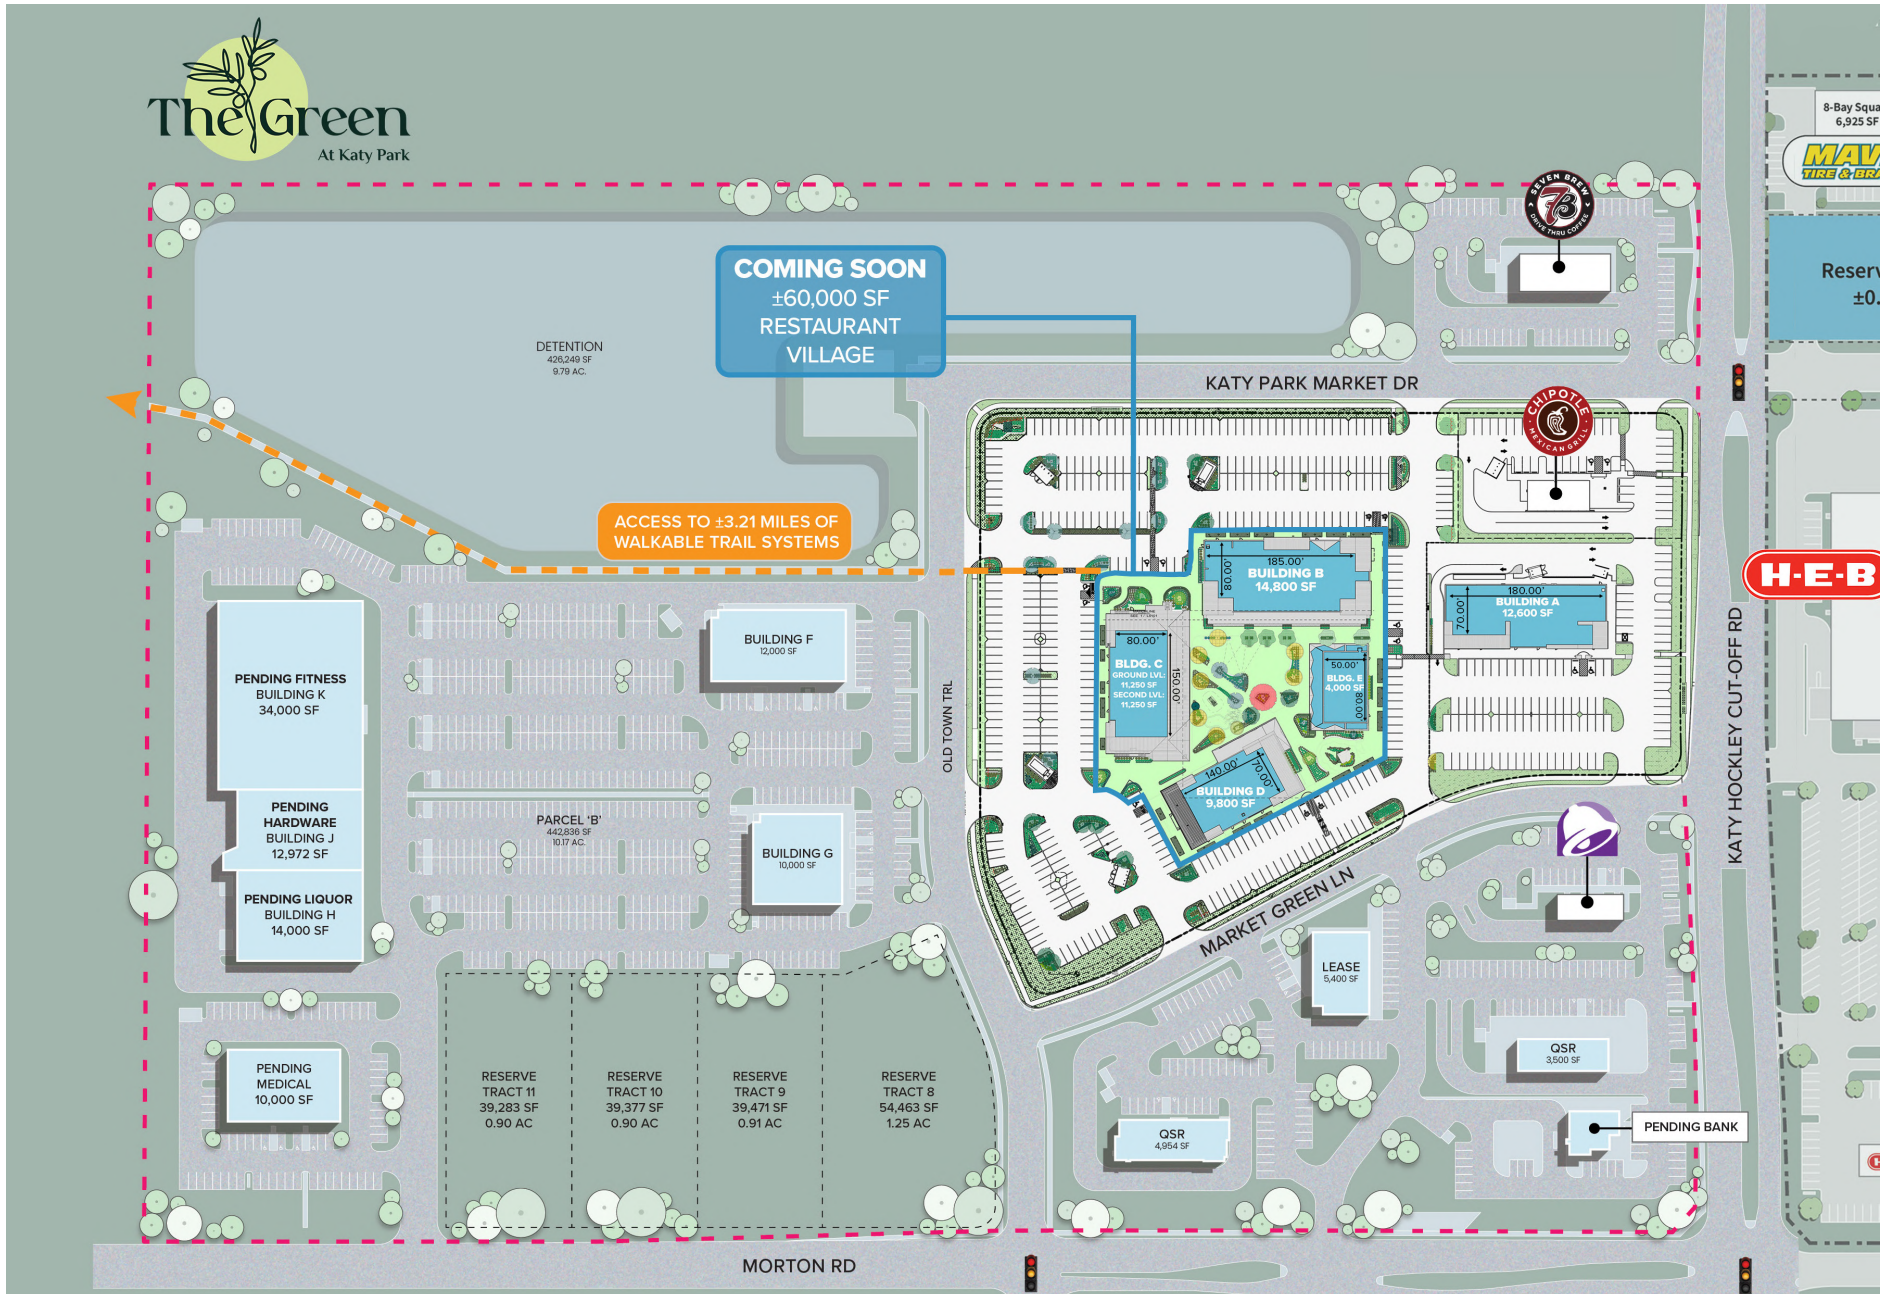 The Green
At Katy Park
8-Bay Squa
6,925 SF
MAV
TIRE & BRA
SEVEN BREW
7B
DRIVE THRU COFFEE
COMING SOON
±60,000 SF
RESTAURANT
VILLAGE
Reserv
±0.
DETENTION
426,249 SF
9.79 AC.
KATY PARK MARKET DR
CHIPOTLE
MEXICAN GRILL
ACCESS TO ±3.21 MILES OF
WALKABLE TRAIL SYSTEMS
H-E-B
185.00'
80.00'
BUILDING B
14,800 SF
180.00'
70.00'
BUILDING A
12,600 SF
BUILDING F
12,000 SF
80.00'
150.00'
BLDG. C
GROUND LVL:
11,250 SF
SECOND LVL:
11,250 SF
50.00'
BLDG. E
4,000 SF
80.00'
PENDING FITNESS
BUILDING K
34,000 SF
OLD TOWN TRL
KATY HOCKLEY CUT-OFF RD
140.00'
70.00'
BUILDING D
9,800 SF
PENDING
HARDWARE
BUILDING J
12,972 SF
PARCEL 'B'
442,836 SF
10.17 AC.
BUILDING G
10,000 SF
PENDING LIQUOR
BUILDING H
14,000 SF
MARKET GREEN LN
LEASE
5,400 SF
QSR
3,500 SF
PENDING
MEDICAL
10,000 SF
RESERVE
TRACT 11
39,283 SF
0.90 AC
RESERVE
TRACT 10
39,377 SF
0.90 AC
RESERVE
TRACT 9
39,471 SF
0.91 AC
RESERVE
TRACT 8
54,463 SF
1.25 AC
QSR
4,954 SF
PENDING BANK
MORTON RD